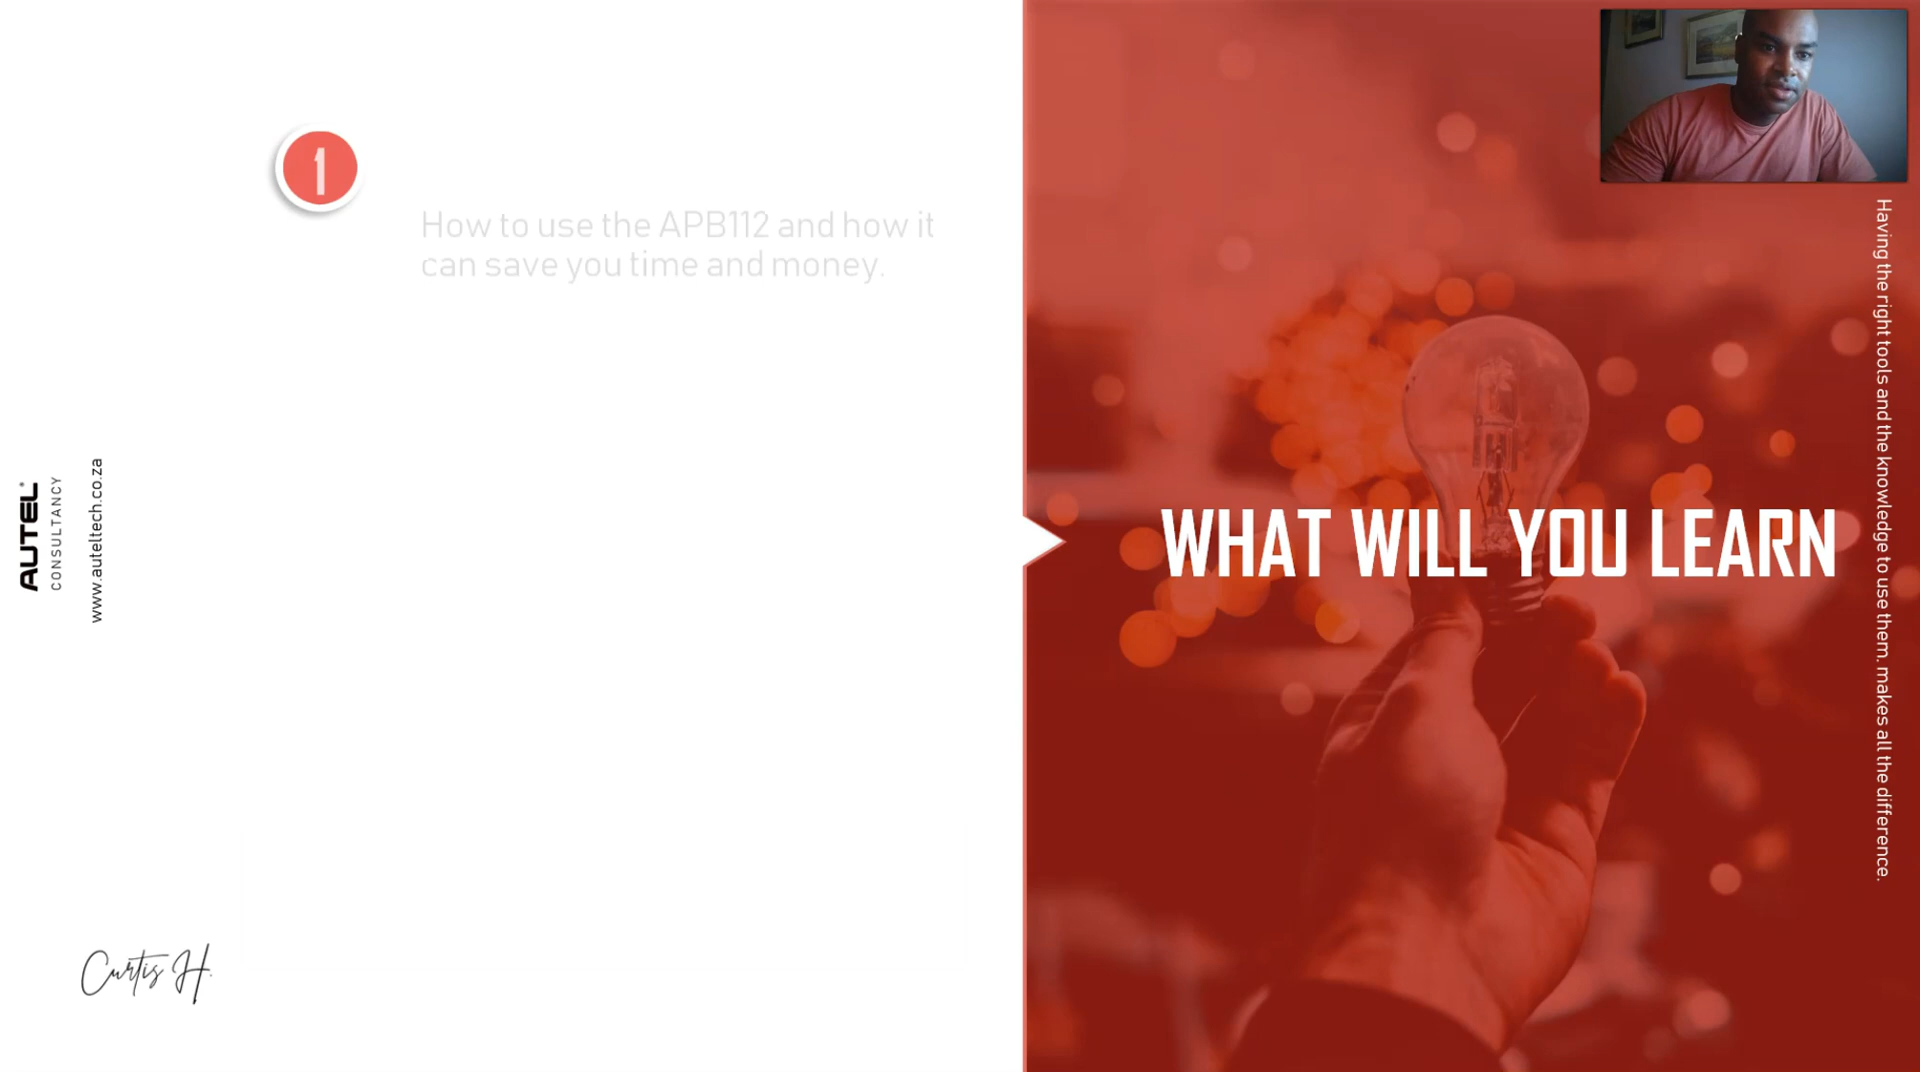 1
How to use the APB112 and how it
can save you time and money.
AUTEL
CONSULTANCY
www.auteltech.co.za
Curtis H.
WHAT WILL YOU LEARN
Having the right tools and the knowledge to use them, makes all the difference.